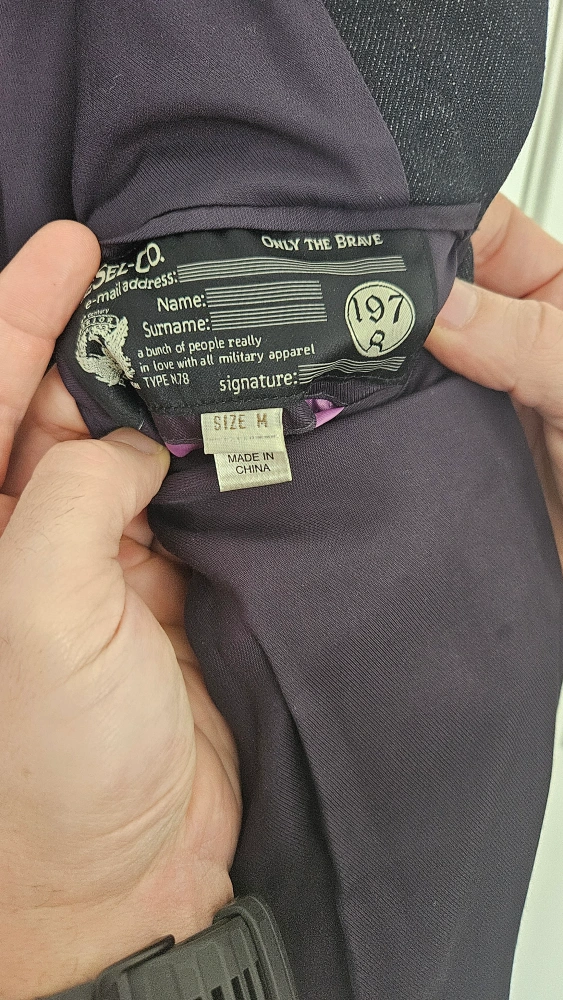 ONLY THE BRAVE
SEL-CO.
e-mail address:
Name:
Surname:
197
8
century
a bunch of people really
in love with all military apparel
TYPE N78
signature:
SIZE M
MADE IN
CHINA